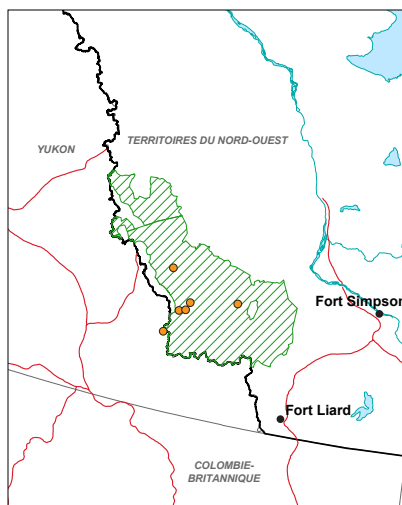 TERRITOIRES DU NORD-OUEST
YUKON
Fort Simpson
Fort Liard
COLOMBIE-
BRITANNIQUE